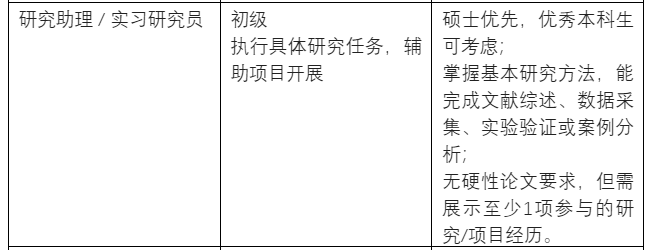 研究助理 / 实习研究员
初级
执行具体研究任务，辅
助项目开展
硕士优先，优秀本科生
可考虑；
掌握基本研究方法，能
完成文献综述、数据采
集、实验验证或案例分
析；
无硬性论文要求，但需
展示至少1项参与的研
究/项目经历。